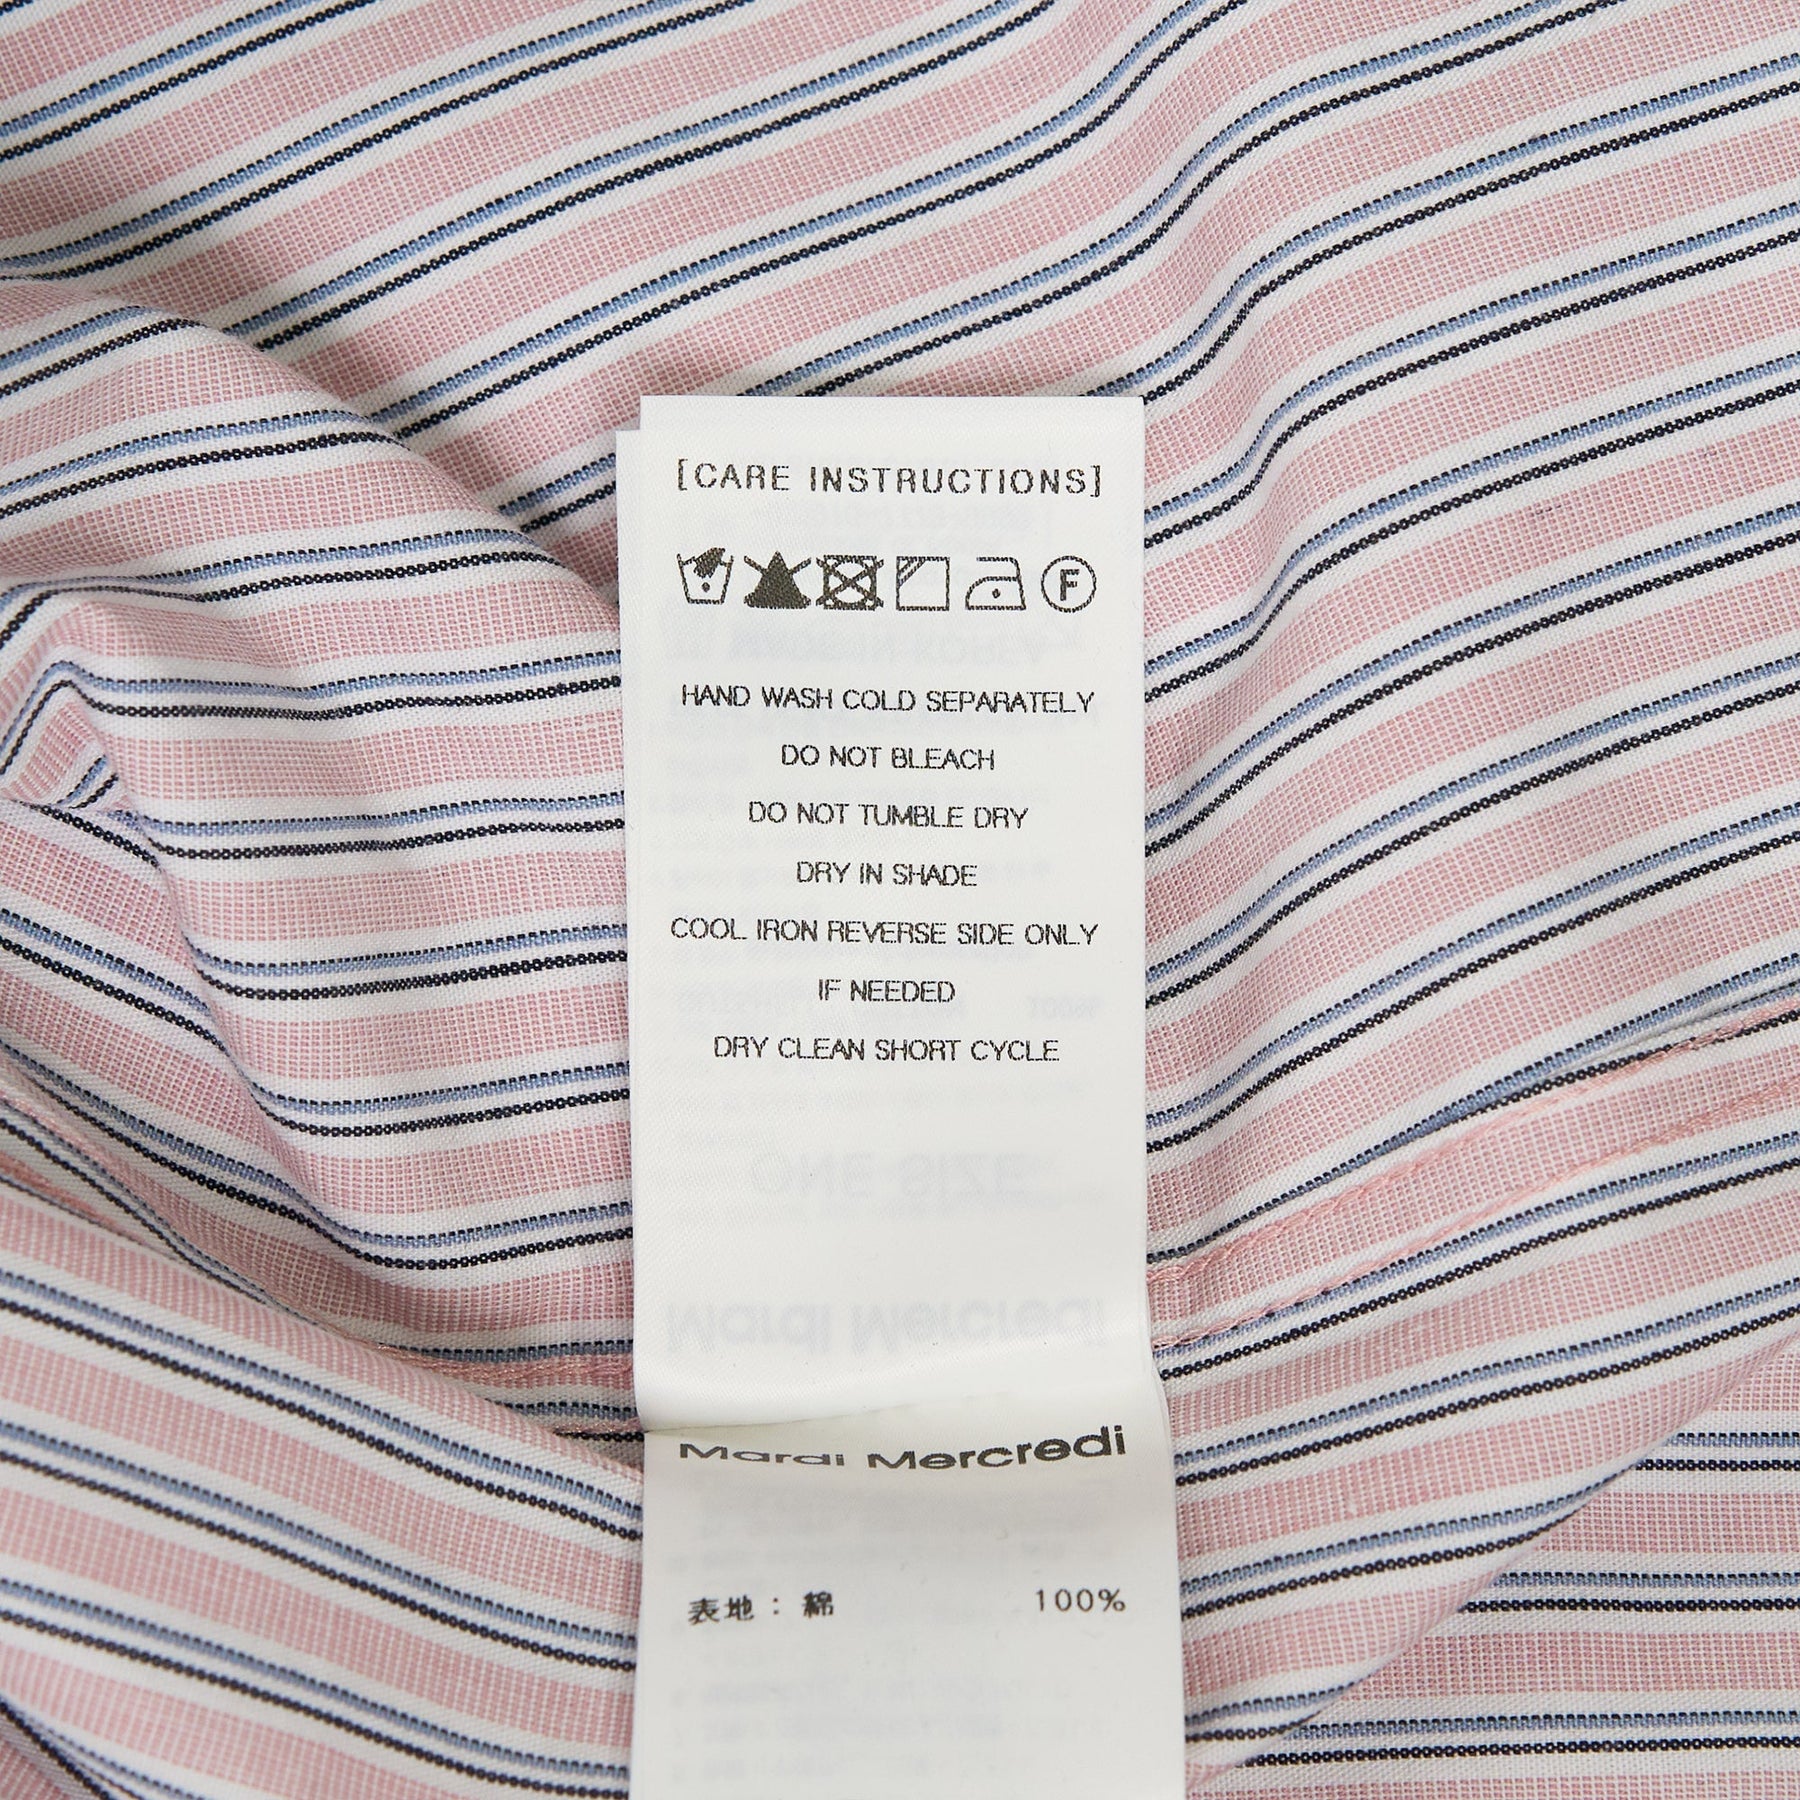 [CARE INSTRUCTIONS]
F
HAND WASH COLD SEPARATELY
DO NOT BLEACH
DO NOT TUMBLE DRY
DRY IN SHADE
COOL IRON REVERSE SIDE ONLY
IF NEEDED
DRY CLEAN SHORT CYCLE
Mardi Mercredi
表地 : 綿 100%